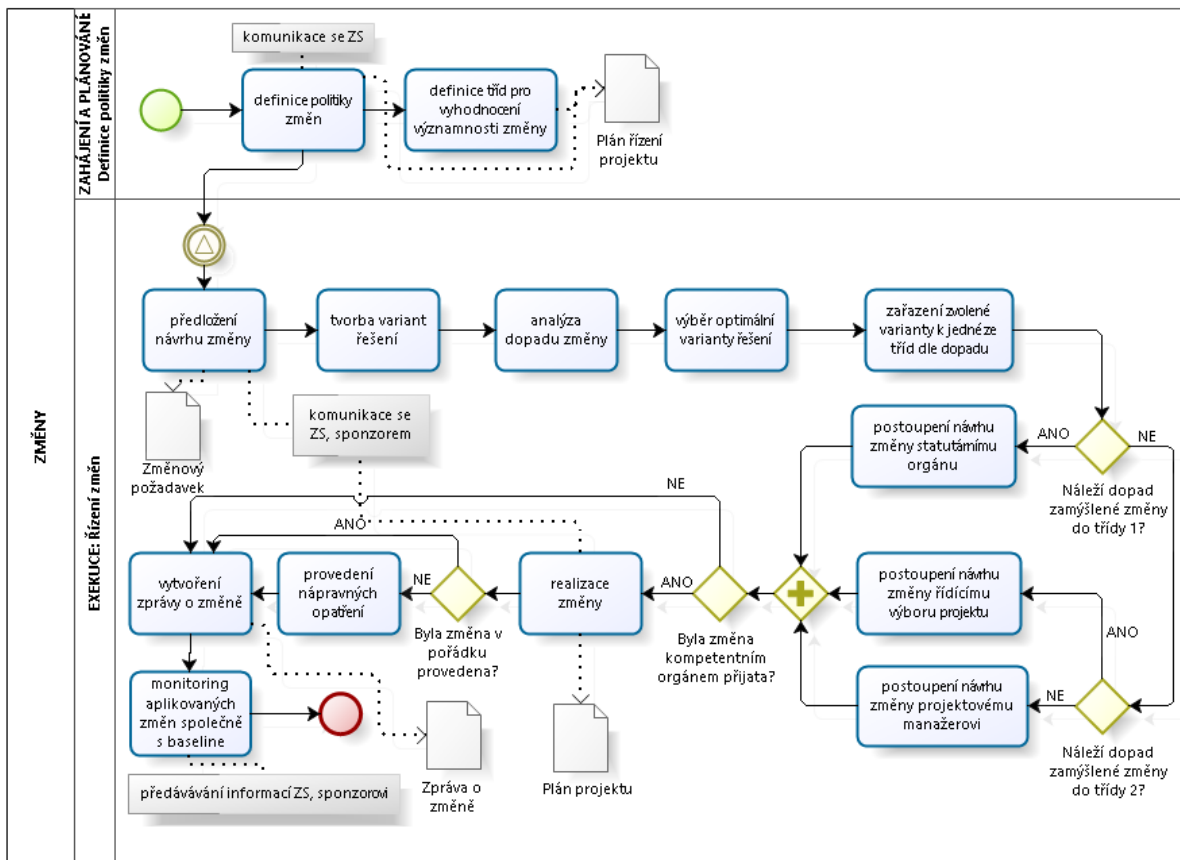 ZMĚNY
ZAHÁJENÍ A PLÁNOVÁNÍ
Definice politiky změn
komunikace se ZS
definice politiky
změn
definice tříd pro
vyhodnocení
významnosti změny
Plán řízení
projektu
EXEKUCE: Řízení změn
předložení
návrhu změny
tvorba variant
řešení
analýza
dopadu změny
výběr optimální
varianty řešení
zařazení zvolené
varianty k jednéze
tříd dle dopadu
Změnový
požadavek
komunikace se
ZS, sponzorem
postoupení návrhu
změny statutárnímu
orgánu
ANO
NE
Náleží dopad
zamýšlené změny
do třídy 1?
NE
ANO
vytvoření
zprávy o změně
provedení
nápravných
opatření
NE
Byla změna v
pořádku
provedena?
realizace
změny
ANO
Byla změna
kompetentním
orgánem přijata?
postoupení návrhu
změny řídícímu
výboru projektu
ANO
postoupení návrhu
změny projektovému
manažerovi
NE
Náleží dopad
zamýšlené změny
do třídy 2?
monitoring
aplikovaných
změn společně
s baseline
předávávání informací ZS, sponzorovi
Zpráva o
změně
Plán projektu